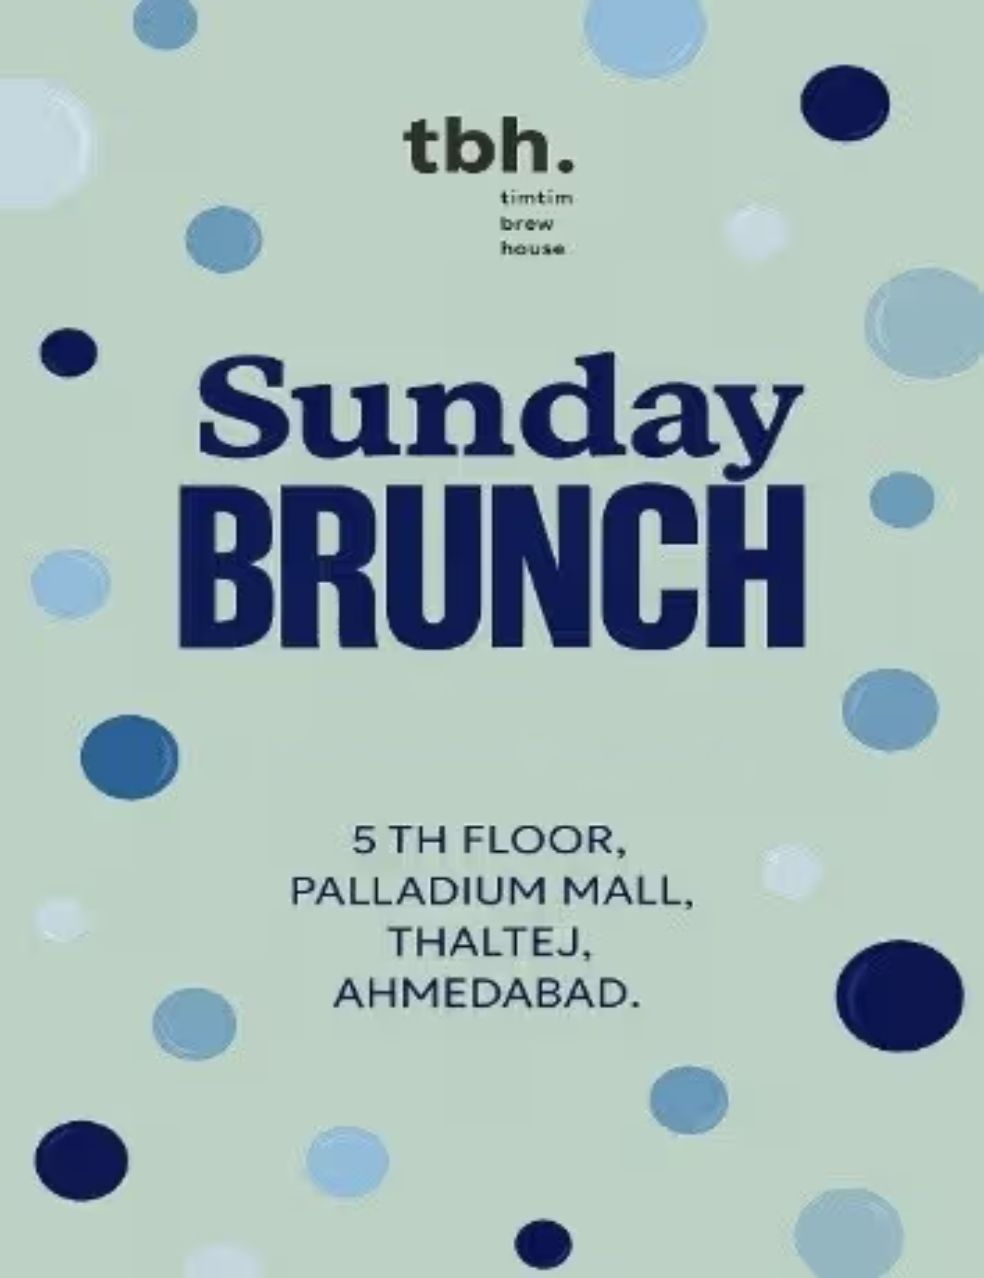 tbh.
timtim
brew
house
Sunday
BRUNCH
5 TH FLOOR,
PALLADIUM MALL,
THALTEJ,
AHMEDABAD.